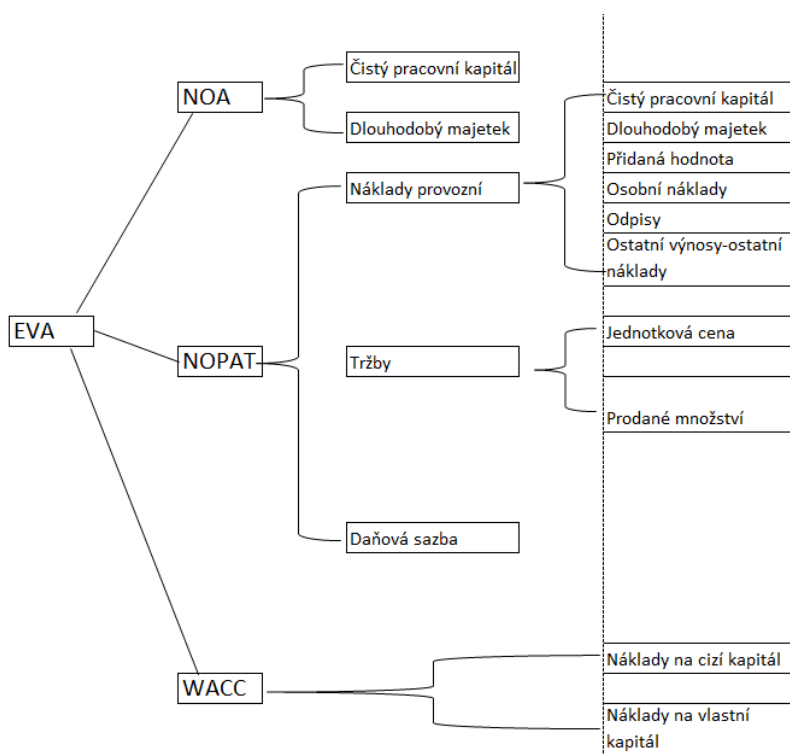 Čistý pracovní kapitál
NOA
Čistý pracovní kapitál
Dlouhodobý majetek
Dlouhodobý majetek
Přidaná hodnota
Náklady provozní
Osobní náklady
Odpisy
Ostatní výnosy-ostatní
náklady
EVA
Jednotková cena
NOPAT
Tržby
Prodané množství
Daňová sazba
Náklady na cizí kapitál
WACC
Náklady na vlastní
kapitál